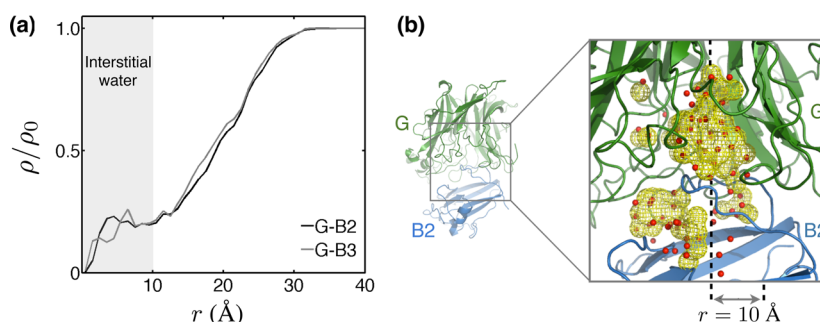 (a)
1.0
0.5
0
ρ/ρ₀
Interstitial
water
G-B2
G-B3
0 10 20 30 40
r (Å)
(b)
G
B2
G
B2
r = 10 Å